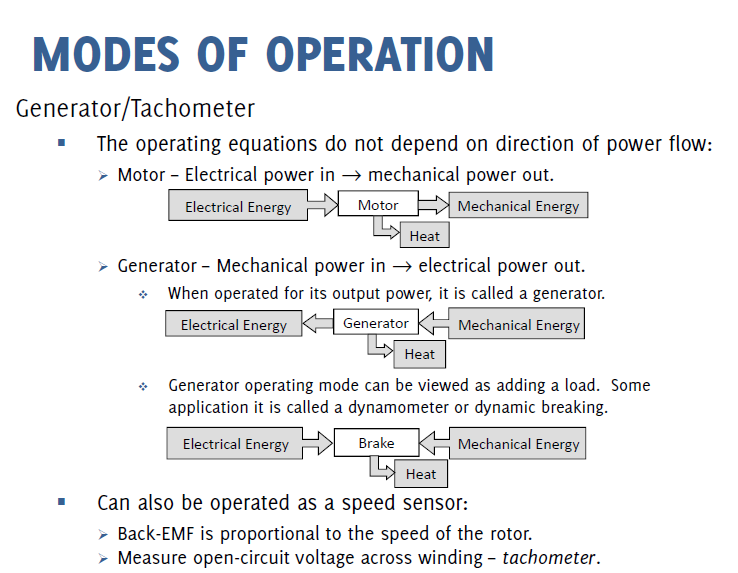 MODES OF OPERATION
Generator/Tachometer
▪ The operating equations do not depend on direction of power flow:
➢ Motor – Electrical power in → mechanical power out.
Electrical Energy Motor Mechanical Energy
Heat
➢ Generator – Mechanical power in → electrical power out.
❖ When operated for its output power, it is called a generator.
Electrical Energy Generator Mechanical Energy
Heat
❖ Generator operating mode can be viewed as adding a load. Some
application it is called a dynamometer or dynamic breaking.
Electrical Energy Brake Mechanical Energy
Heat
▪ Can also be operated as a speed sensor:
➢ Back-EMF is proportional to the speed of the rotor.
➢ Measure open-circuit voltage across winding – tachometer.